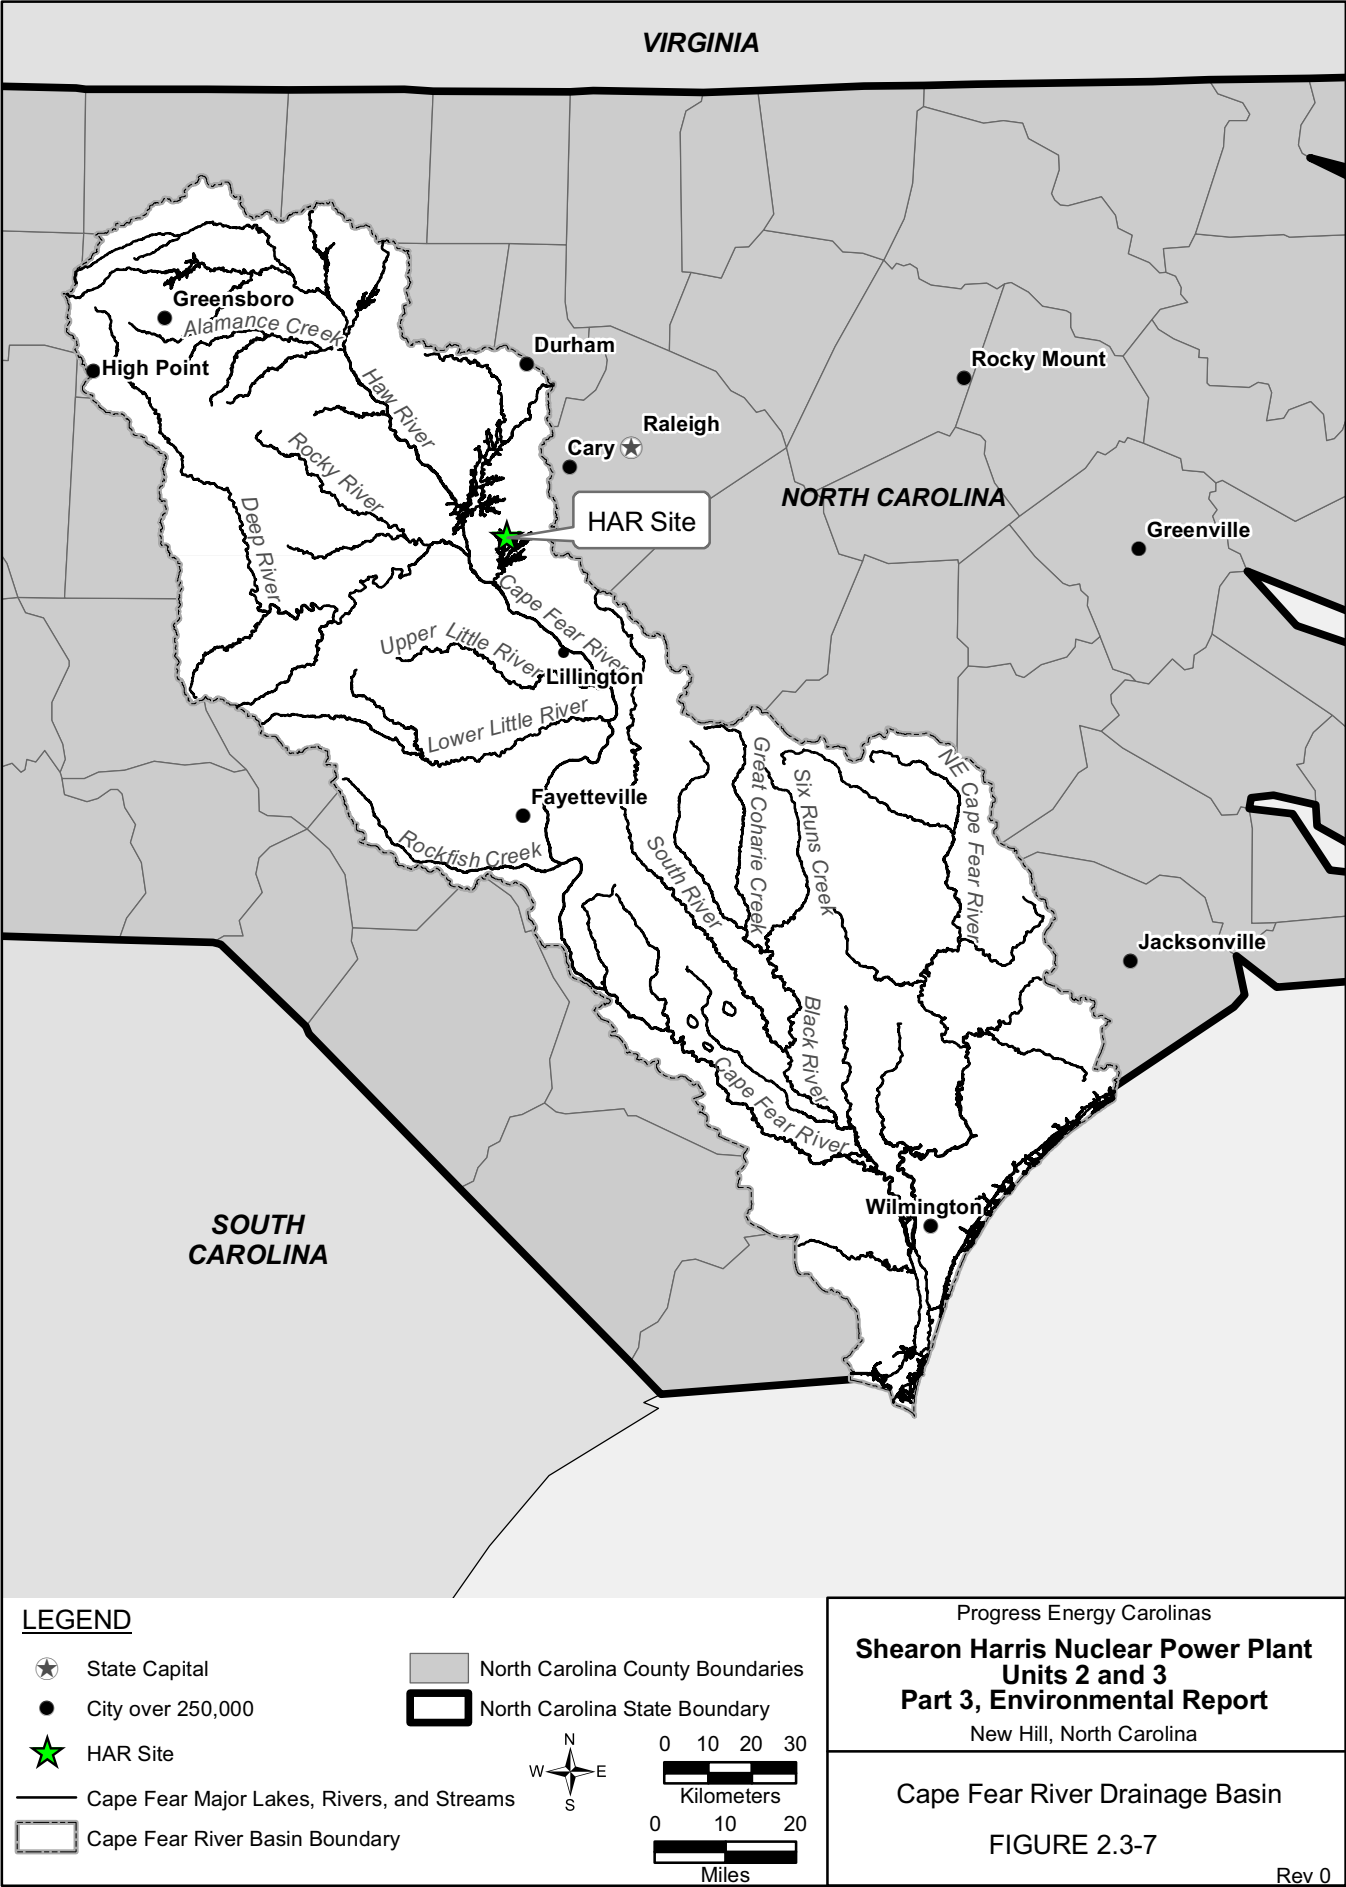 VIRGINIA
Greensboro
Alamance Creek
Durham
High Point
Rocky Mount
Haw River
Raleigh
Cary
Rocky River
NORTH CAROLINA
Deep River
HAR Site
Greenville
Cape Fear River
Upper Little River
Lillington
Lower Little River
Great Coharie Creek
Six Runs Creek
NE Cape Fear River
Fayetteville
Rockfish Creek
South River
Jacksonville
Black River
Cape Fear River
Wilmington
SOUTH
CAROLINA
LEGEND
State Capital
City over 250,000
HAR Site
Cape Fear Major Lakes, Rivers, and Streams
Cape Fear River Basin Boundary
North Carolina County Boundaries
North Carolina State Boundary
N
W E
S
0 10 20 30
Kilometers
0 10 20
Miles
Progress Energy Carolinas
Shearon Harris Nuclear Power Plant
Units 2 and 3
Part 3, Environmental Report
New Hill, North Carolina
Cape Fear River Drainage Basin
FIGURE 2.3-7
Rev 0